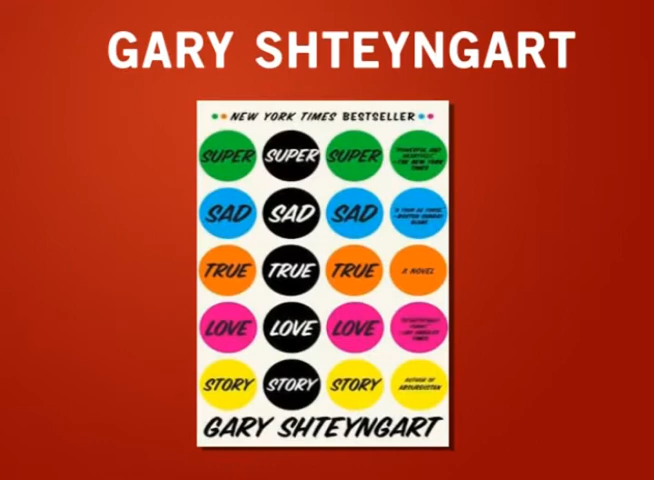 GARY SHTEYNGART
NEW YORK TIMES BESTSELLER
SUPER SUPER SUPER
SAD SAD SAD
TRUE TRUE TRUE A NOVEL
LOVE LOVE LOVE
STORY STORY STORY AUTHOR OF
ABSURDISTAN
GARY SHTEYNGART